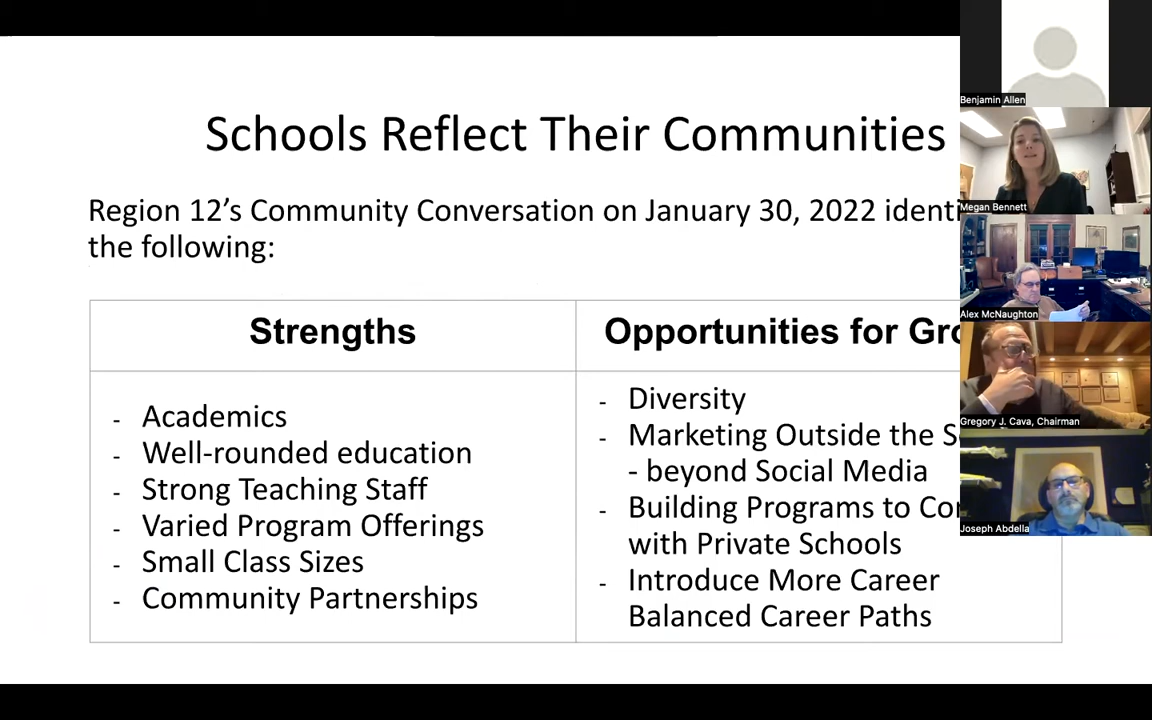 Schools Reflect Their Communities
Region 12's Community Conversation on January 30, 2022
the following:
Strengths
Opportunities for
- Academics
- Well-rounded education
- Strong Teaching Staff
- Varied Program Offerings
- Small Class Sizes
- Community Partnerships
- Diversity
- Marketing Outside the
- beyond Social Media
- Building Programs to
with Private Schools
- Introduce More Career
Balanced Career Paths
Benjamin Allen
Megan Bennett
Alex McNaughton
Gregory J. Cava, Chairman
Joseph Abdella